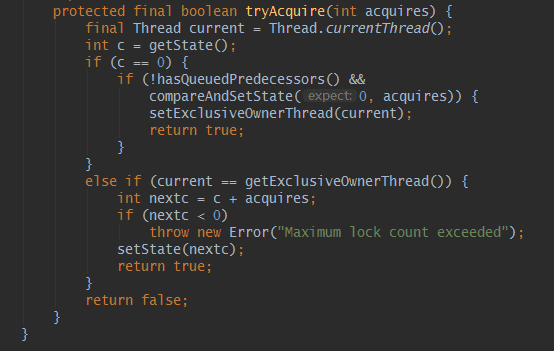 protected final boolean tryAcquire(int acquires) {
final Thread current = Thread.currentThread();
int c = getState();
if (c == 0) {
if (!hasQueuedPredecessors() &&
compareAndSetState( expect: 0, acquires)) {
setExclusiveOwnerThread(current);
return true;
}
}
else if (current == getExclusiveOwnerThread()) {
int nextc = c + acquires;
if (nextc < 0)
throw new Error("Maximum lock count exceeded");
setState(nextc);
return true;
}
return false;
}
}